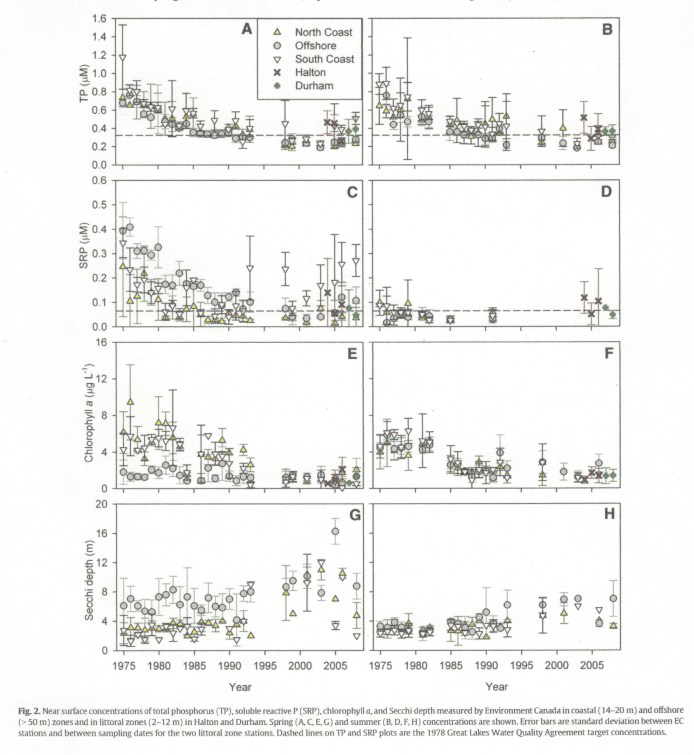 A
North Coast
Offshore
South Coast
Halton
Durham
B
TP (µM)
1.6
1.4
1.2
1.0
0.8
0.6
0.4
0.2
0.0
C
D
SRP (µM)
0.6
0.5
0.4
0.3
0.2
0.1
0.0
E
F
Chlorophyll a (µg L-1)
16
12
8
4
0
G
H
Secchi depth (m)
20
16
12
8
4
0
1975 1980 1985 1990 1995 2000 2005 1975 1980 1985 1990 1995 2000 2005
Year Year
Fig. 2. Near surface concentrations of total phosphorus (TP), soluble reactive P (SRP), chlorophyll a, and Secchi depth measured by Environment Canada in coastal (14–20 m) and offshore
(> 50 m) zones and in littoral zones (2–12 m) in Halton and Durham. Spring (A, C, E, G) and summer (B, D, F, H) concentrations are shown. Error bars are standard deviation between EC
stations and between sampling dates for the two littoral zone stations. Dashed lines on TP and SRP plots are the 1978 Great Lakes Water Quality Agreement target concentrations.